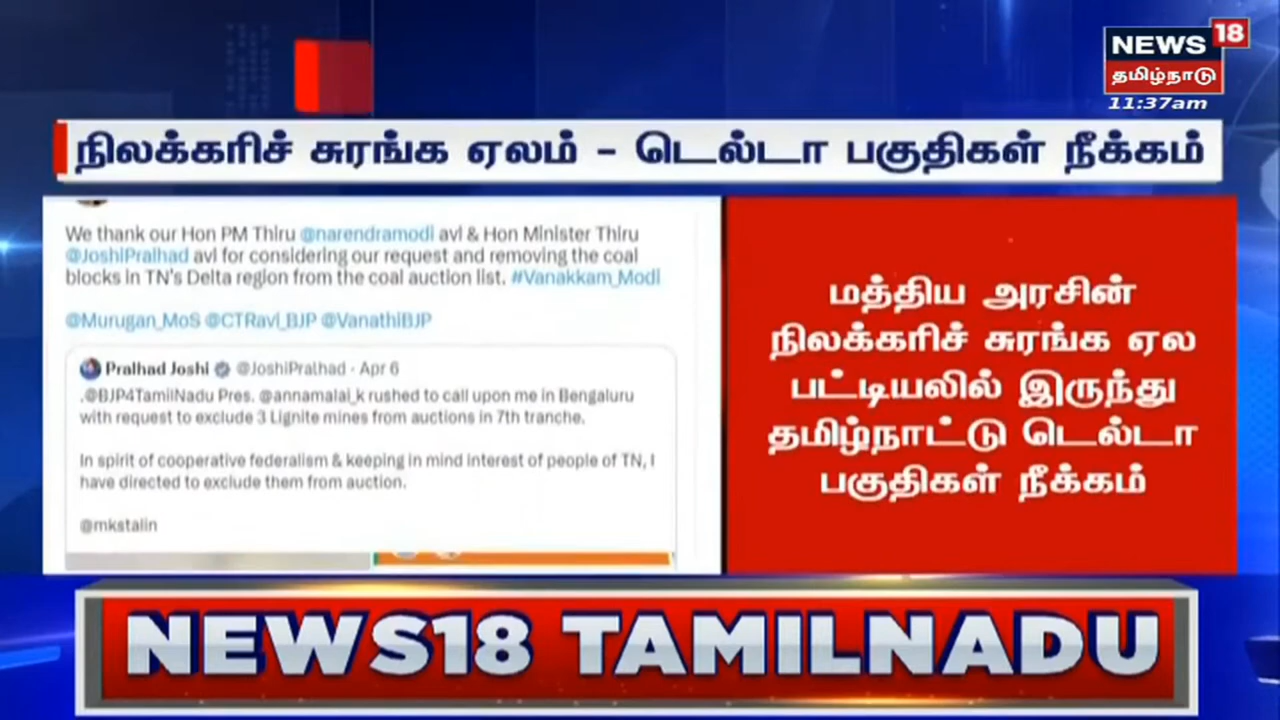 NEWS 18
தமிழ்நாடு
11:37am
நிலக்கரிச் சுரங்க ஏலம் - டெல்டா பகுதிகள் நீக்கம்
We thank our Hon PM Thiru @narendramodi avl & Hon Minister Thiru
@JoshiPralhad avl for considering our request and removing the coal
blocks in TN's Delta region from the coal auction list. #Vanakkam_Modi
@Murugan_MoS @CTRavi_BJP @VanathiBJP
Pralhad Joshi @JoshiPralhad · Apr 6
.@BJP4TamilNadu Pres. @annamalai_k rushed to call upon me in Bengaluru
with request to exclude 3 Lignite mines from auctions in 7th tranche.
In spirit of cooperative federalism & keeping in mind interest of people of TN, I
have directed to exclude them from auction.
@mkstalin
மத்திய அரசின்
நிலக்கரிச் சுரங்க ஏல
பட்டியலில் இருந்து
தமிழ்நாட்டு டெல்டா
பகுதிகள் நீக்கம்
NEWS18 TAMILNADU